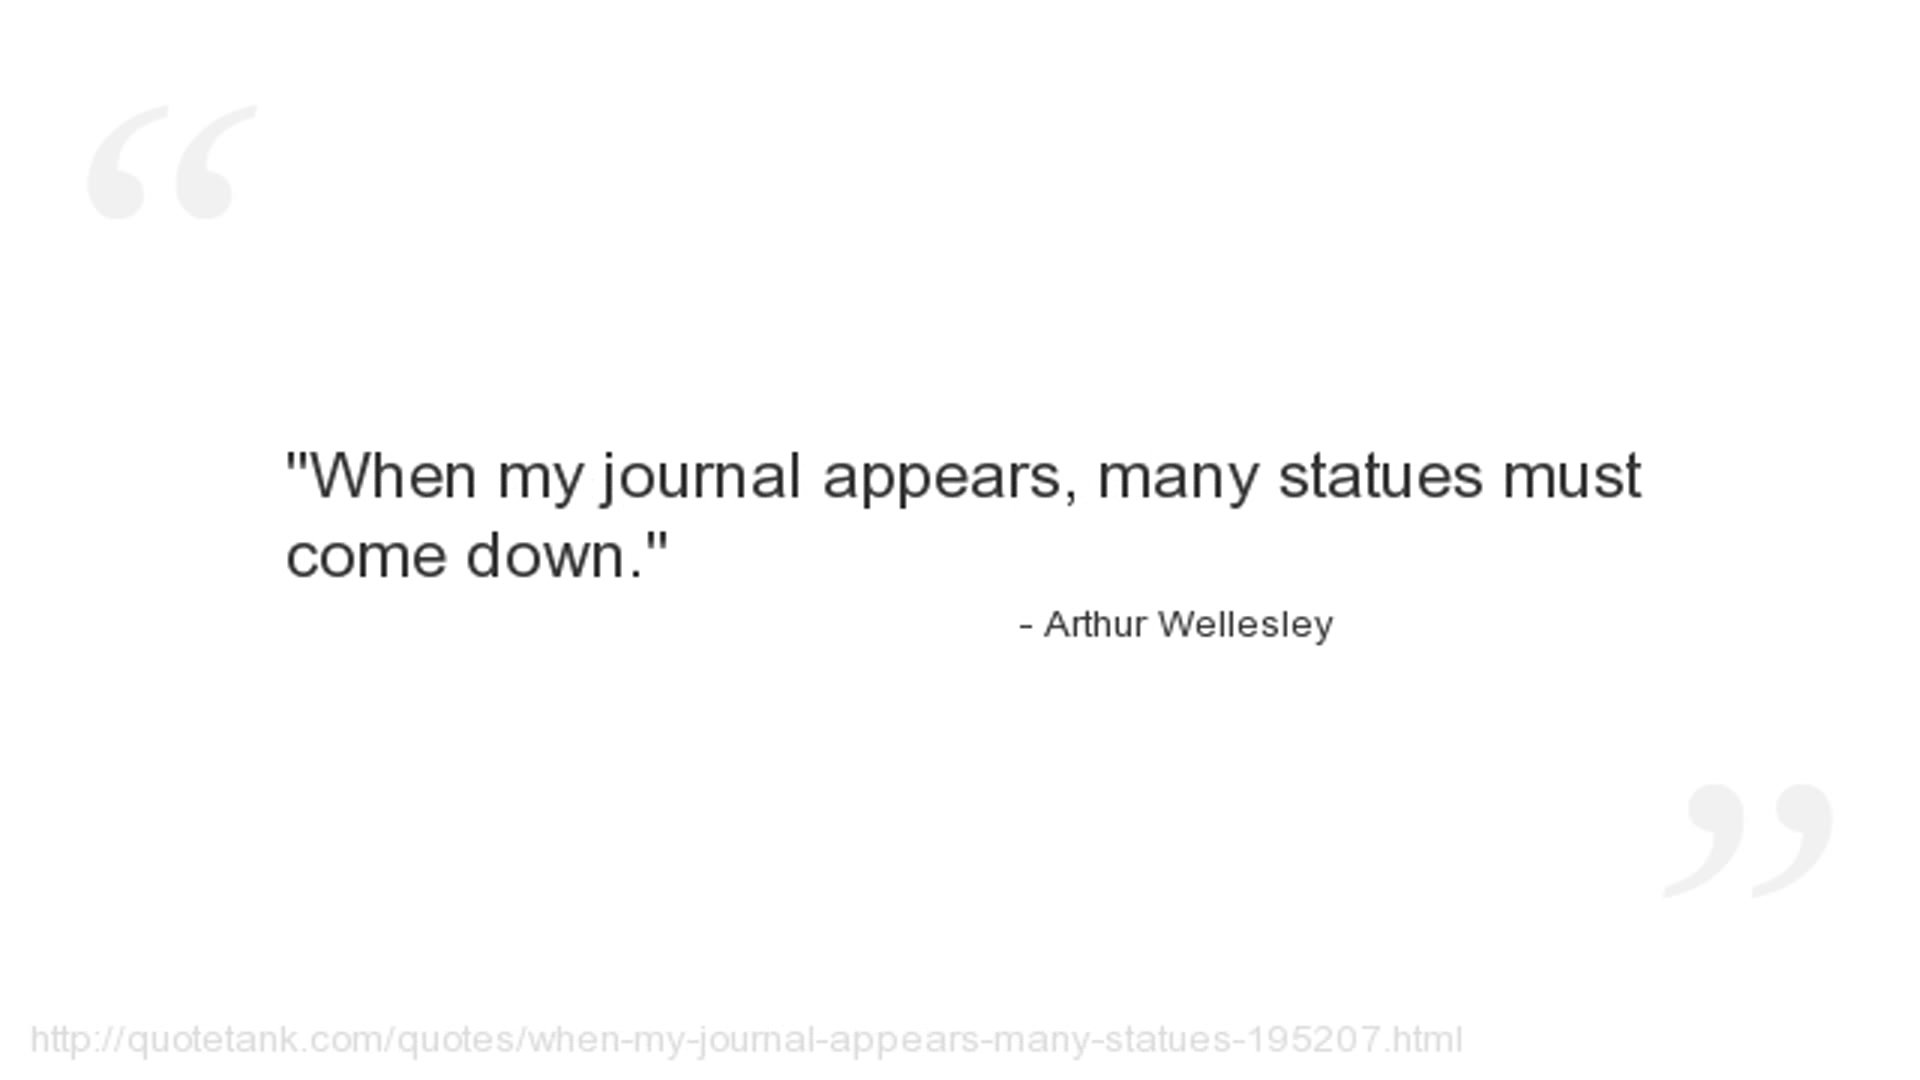 "When my journal appears, many statues must
come down."
- Arthur Wellesley
http://quotetank.com/quotes/when-my-journal-appears-many-statues-195207.html